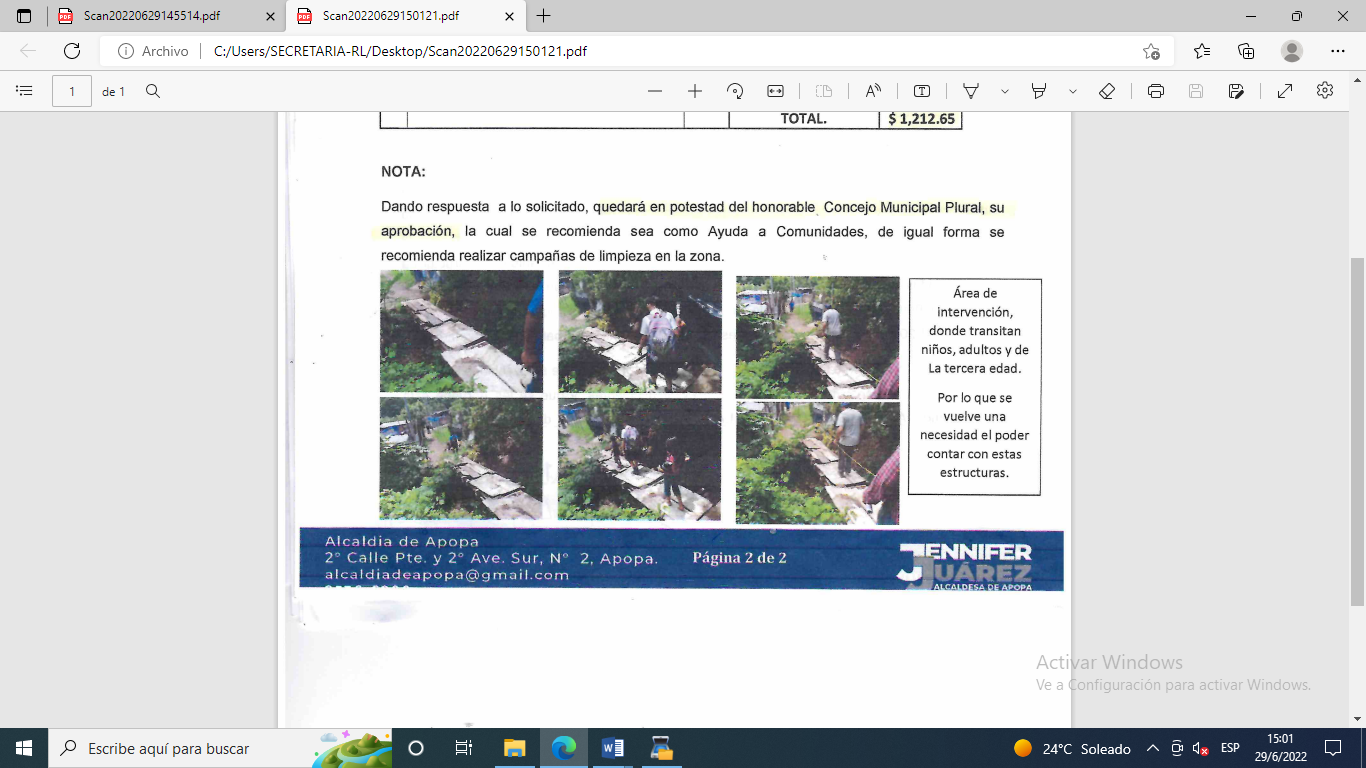 Scan20220629145514.pdf
Scan20220629150121.pdf
Archivo
C:/Users/SECRETARIA-RL/Desktop/Scan20220629150121.pdf
1
de 1
TOTAL.
$ 1,212.65
NOTA:
Dando respuesta a lo solicitado, quedará en potestad del honorable Concejo Municipal Plural, su
aprobación, la cual se recomienda sea como Ayuda a Comunidades, de igual forma se
recomienda realizar campañas de limpieza en la zona.
Área de
intervención,
donde transitan
niños, adultos y de
La tercera edad.
Por lo que se
vuelve una
necesidad el poder
contar con estas
estructuras.
Alcaldia de Apopa
2° Calle Pte. y 2° Ave. Sur, N° 2, Apopa.
alcaldiadeapopa@gmail.com
Página 2 de 2
JENNIFER
JUÁREZ
ALCALDESA DE APOPA
Activar Windows
Ve a Configuración para activar Windows.
Escribe aquí para buscar
24°C Soleado
ESP
15:01
29/6/2022